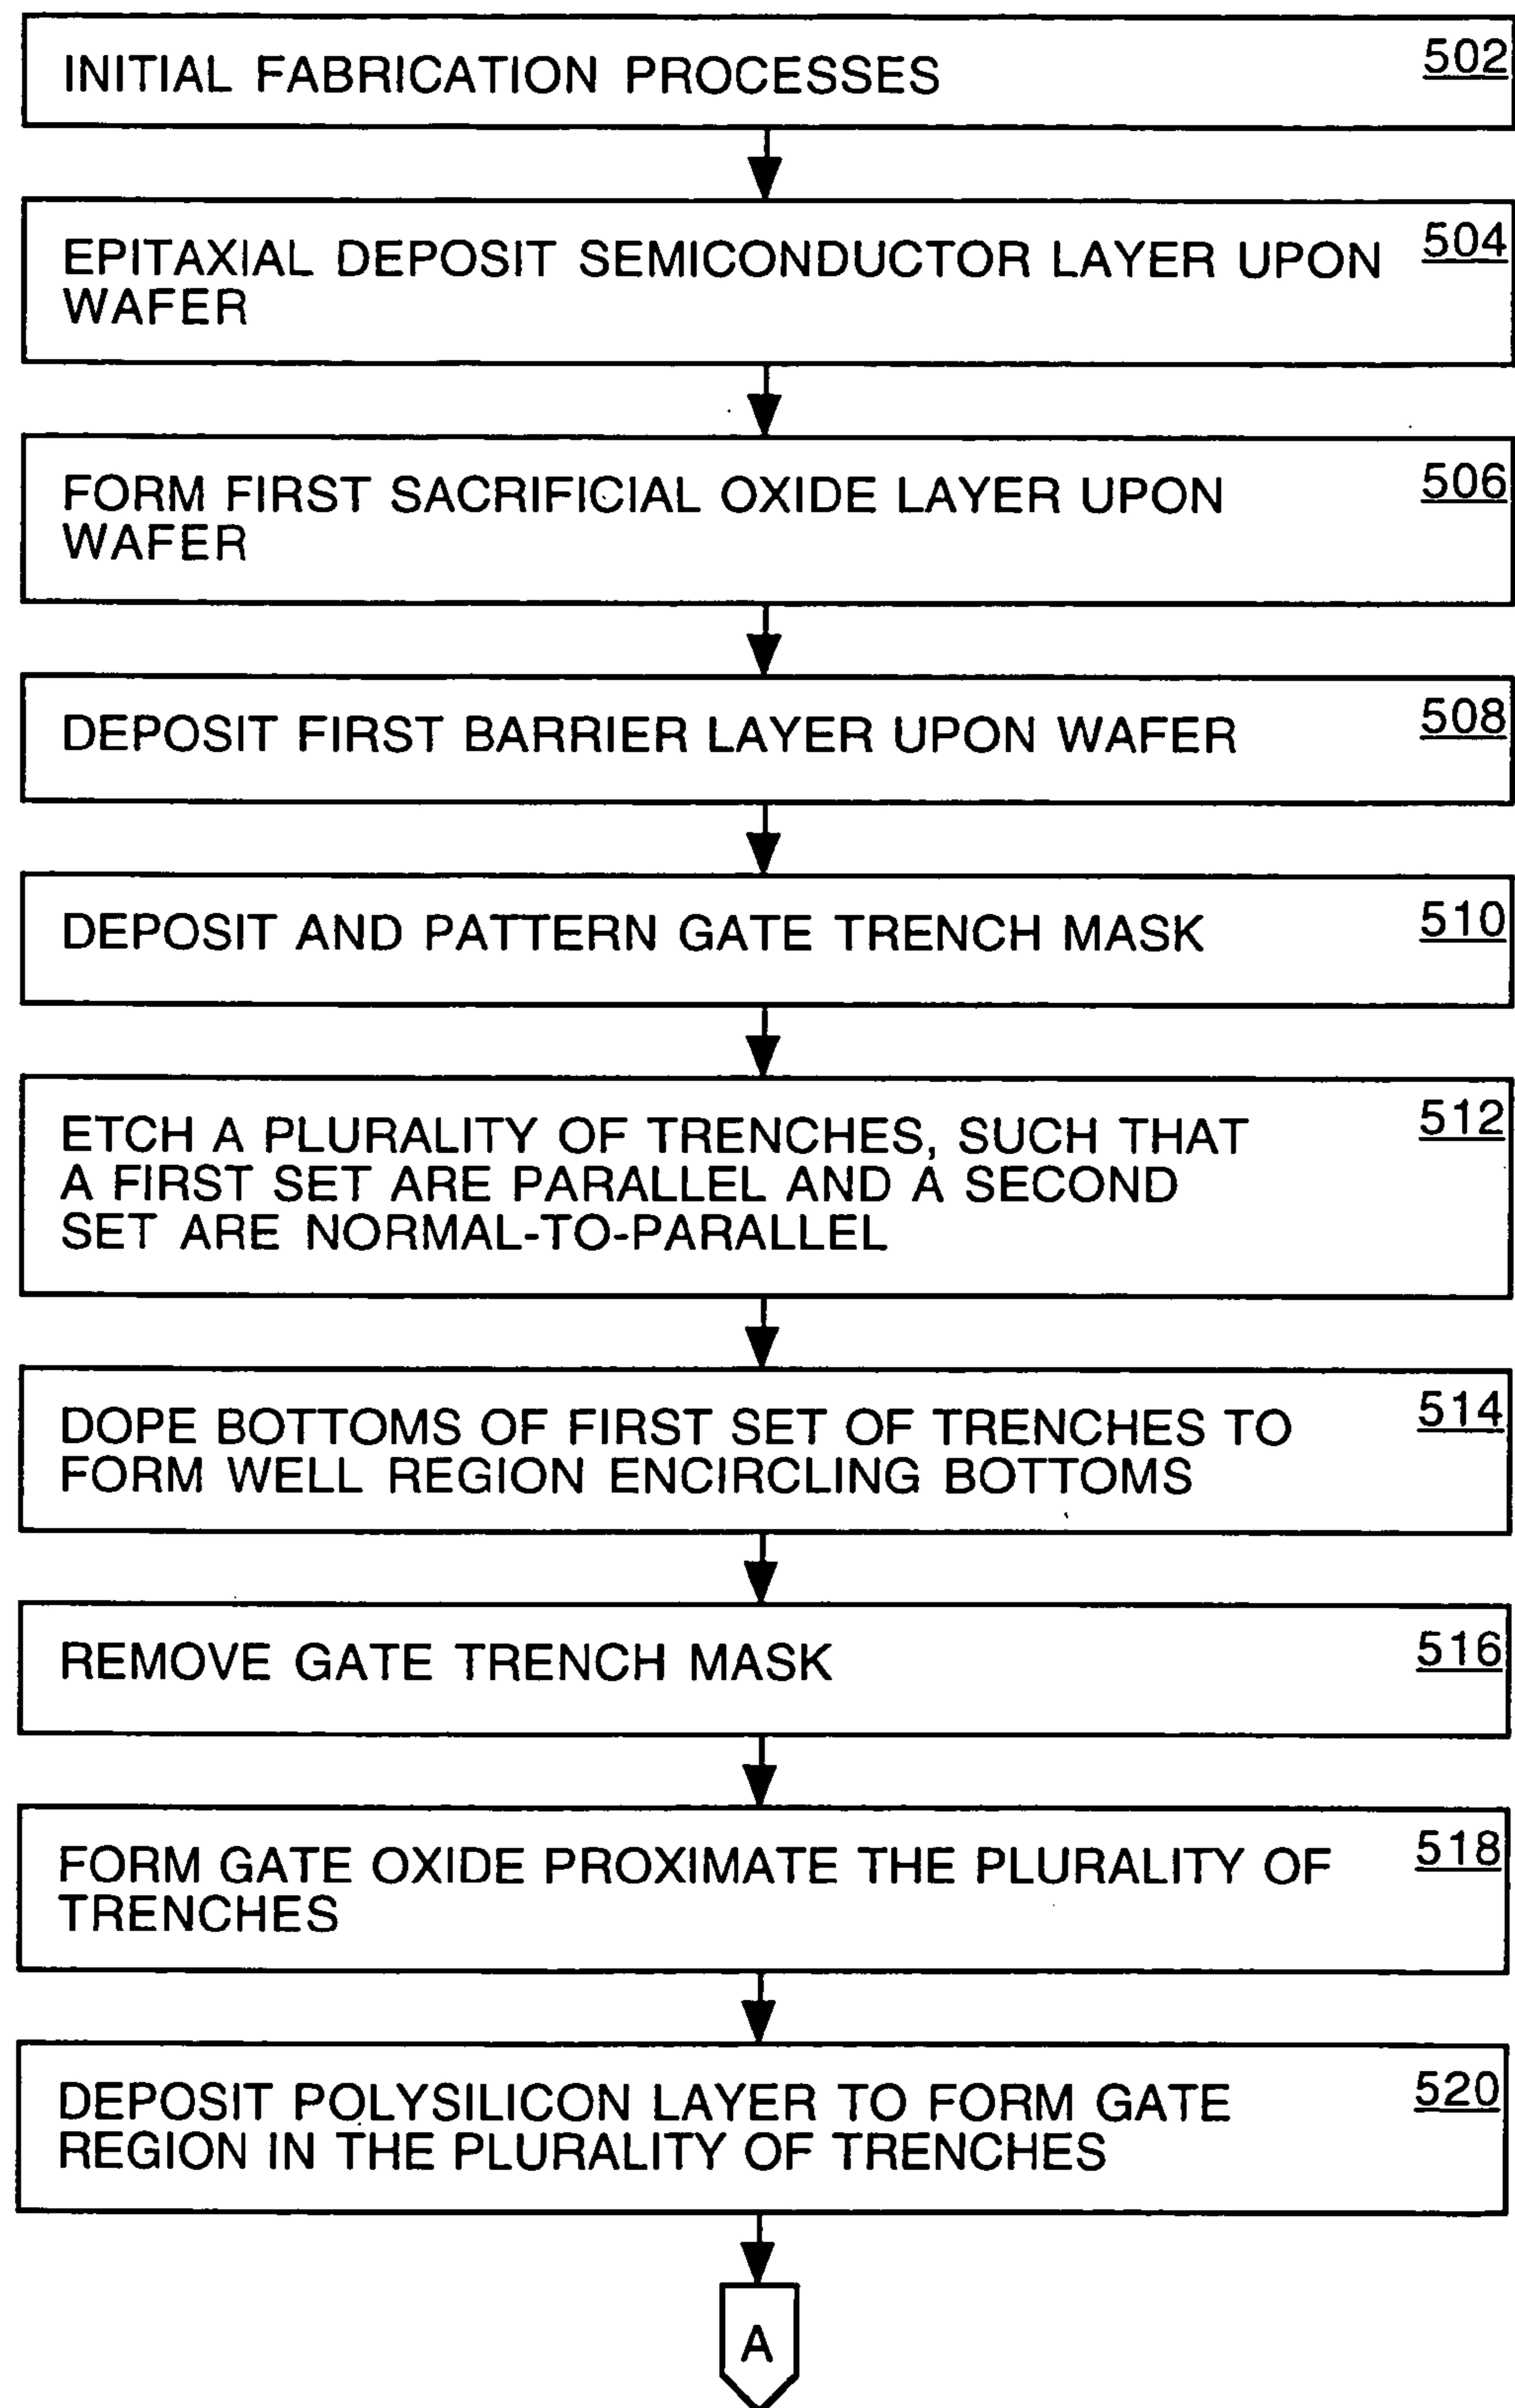 INITIAL FABRICATION PROCESSES 502
EPITAXIAL DEPOSIT SEMICONDUCTOR LAYER UPON 504
WAFER
FORM FIRST SACRIFICIAL OXIDE LAYER UPON 506
WAFER
DEPOSIT FIRST BARRIER LAYER UPON WAFER 508
DEPOSIT AND PATTERN GATE TRENCH MASK 510
ETCH A PLURALITY OF TRENCHES, SUCH THAT 512
A FIRST SET ARE PARALLEL AND A SECOND
SET ARE NORMAL-TO-PARALLEL
DOPE BOTTOMS OF FIRST SET OF TRENCHES TO 514
FORM WELL REGION ENCIRCLING BOTTOMS
REMOVE GATE TRENCH MASK 516
FORM GATE OXIDE PROXIMATE THE PLURALITY OF 518
TRENCHES
DEPOSIT POLYSILICON LAYER TO FORM GATE 520
REGION IN THE PLURALITY OF TRENCHES
A